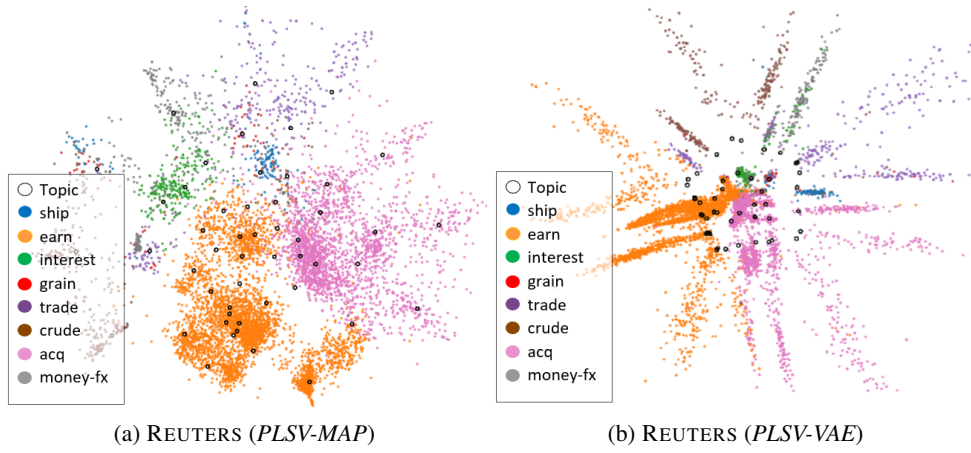 Topic
ship
earn
interest
grain
trade
crude
acq
money-fx
Topic
ship
earn
interest
grain
trade
crude
acq
money-fx
(a) REUTERS (PLSV-MAP)
(b) REUTERS (PLSV-VAE)